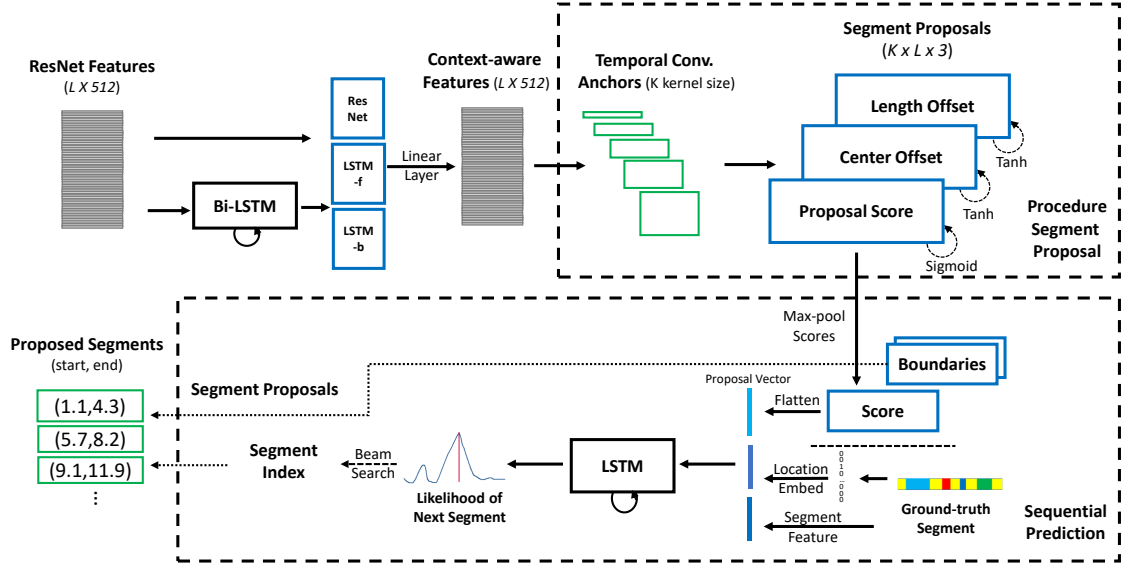 ResNet Features
(L X 512)
Res
Net
LSTM
-f
LSTM
-b
Bi-LSTM
Linear
Layer
Context-aware
Features (L X 512)
Temporal Conv.
Anchors (K kernel size)
Segment Proposals
(K x L x 3)
Length Offset
Tanh
Center Offset
Tanh
Proposal Score
Sigmoid
Procedure
Segment
Proposal
Max-pool
Scores
Proposed Segments
(start, end)
(1.1,4.3)
(5.7,8.2)
(9.1,11.9)
...
Segment Proposals
Segment
Index
Beam
Search
Likelihood of
Next Segment
LSTM
Proposal Vector
Flatten
Boundaries
Score
Location
Embed
0010...000
Segment
Feature
Ground-truth
Segment
Sequential
Prediction